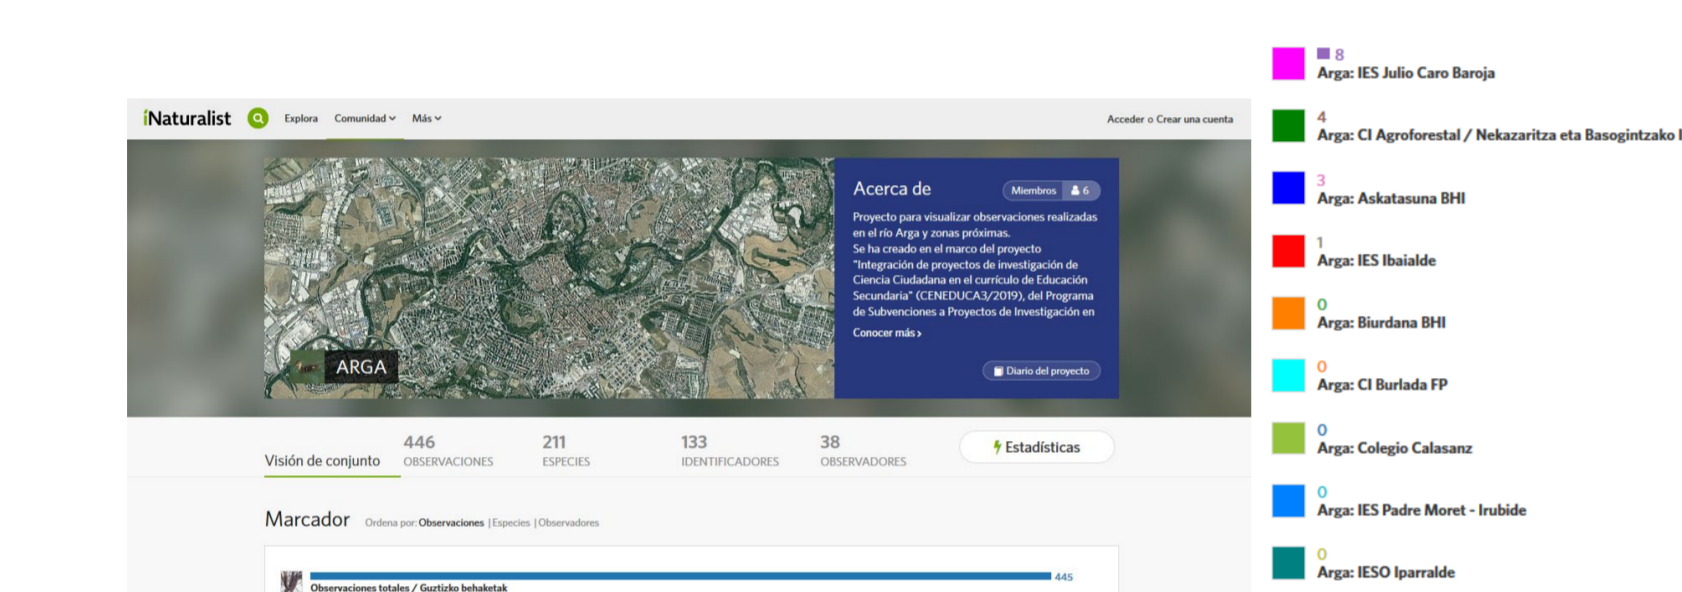 iNaturalist Explora Comunidad Más Acceder o Crear una cuenta
ARGA
Acerca de Miembros 6
Proyecto para visualizar observaciones realizadas
en el río Arga y zonas próximas.
Se ha creado en el marco del proyecto
"Integración de proyectos de investigación de
Ciencia Ciudadana en el currículo de Educación
Secundaria" (CENEDUCA3/2019), del Programa
de Subvenciones a Proyectos de Investigación en
Conocer más ›
Diario del proyecto
Visión de conjunto
446
OBSERVACIONES
211
ESPECIES
133
IDENTIFICADORES
38
OBSERVADORES
Estadísticas
Marcador Ordena por: Observaciones | Especies | Observadores
445
Observaciones totales / Guztizko behaketak
8
Arga: IES Julio Caro Baroja
4
Arga: CI Agroforestal / Nekazaritza eta Basogintzako I
3
Arga: Askatasuna BHI
1
Arga: IES Ibaialde
0
Arga: Biurdana BHI
0
Arga: CI Burlada FP
0
Arga: Colegio Calasanz
0
Arga: IES Padre Moret - Irubide
0
Arga: IESO Iparralde